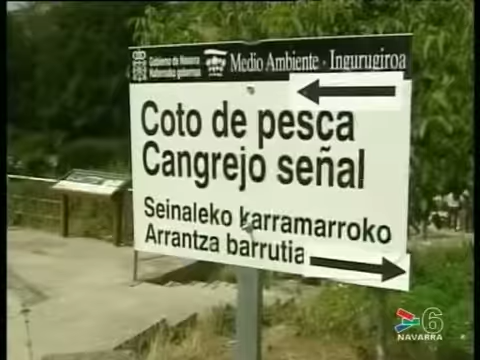 Gobierno de Navarra
Nafarroako gobernua
Medio Ambiente - Ingurugiroa
Coto de pesca
Cangrejo señal
Seinaleko karramarroko
Arrantza barrutia
6
NAVARRA